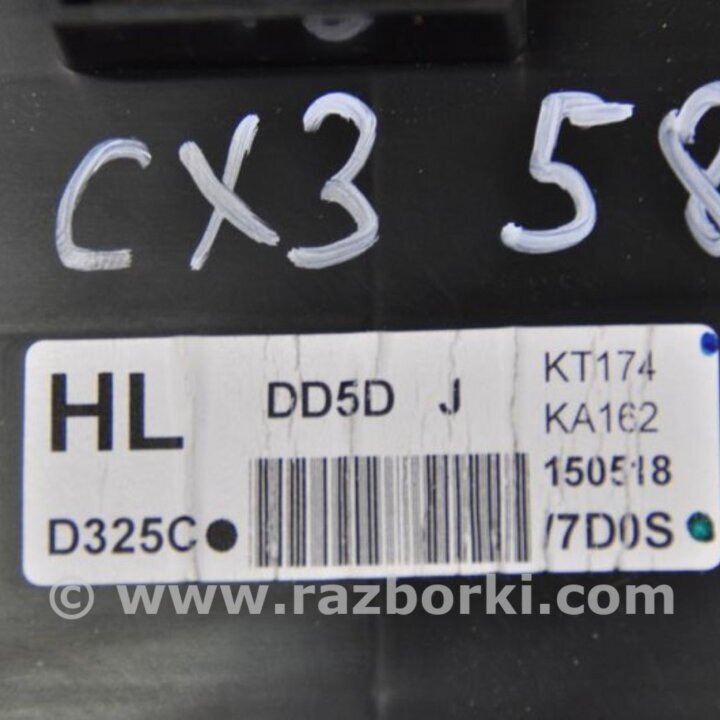 CX3 58
HL DD5D J KT174
KA162
150518
D325C /7D0S
© www.razborki.com